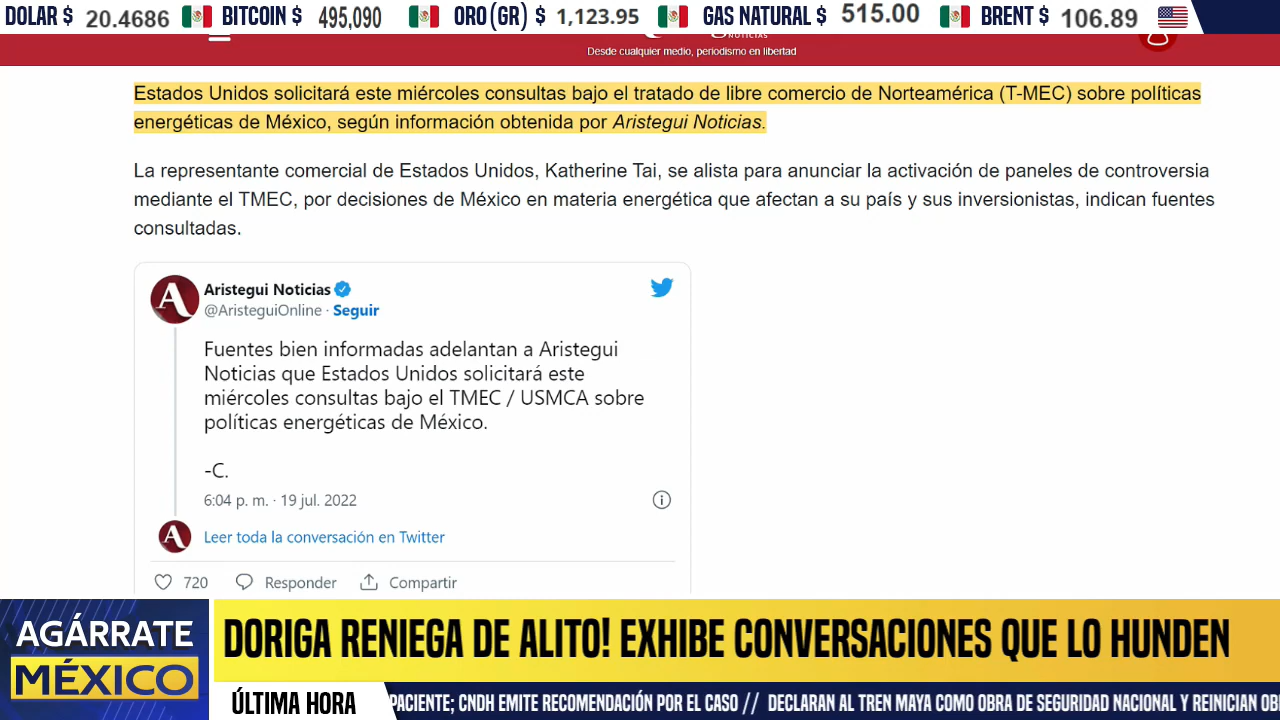 DOLAR $ 20.4686 BITCOIN $ 495,090 ORO(GR) $ 1,123.95 GAS NATURAL $ 515.00 BRENT $ 106.89
NOTICIAS
Desde cualquier medio, periodismo en libertad
Estados Unidos solicitará este miércoles consultas bajo el tratado de libre comercio de Norteamérica (T-MEC) sobre políticas
energéticas de México, según información obtenida por Aristegui Noticias.
La representante comercial de Estados Unidos, Katherine Tai, se alista para anunciar la activación de paneles de controversia
mediante el TMEC, por decisiones de México en materia energética que afectan a su país y sus inversionistas, indican fuentes
consultadas.
Aristegui Noticias
@AristeguiOnline · Seguir
Fuentes bien informadas adelantan a Aristegui
Noticias que Estados Unidos solicitará este
miércoles consultas bajo el TMEC / USMCA sobre
políticas energéticas de México.
-C.
6:04 p. m. · 19 jul. 2022
Leer toda la conversación en Twitter
720 Responder Compartir
AGÁRRATE
MÉXICO
DORIGA RENIEGA DE ALITO! EXHIBE CONVERSACIONES QUE LO HUNDEN
ÚLTIMA HORA
PACIENTE; CNDH EMITE RECOMENDACIÓN POR EL CASO // DECLARAN AL TREN MAYA COMO OBRA DE SEGURIDAD NACIONAL Y REINICIAN